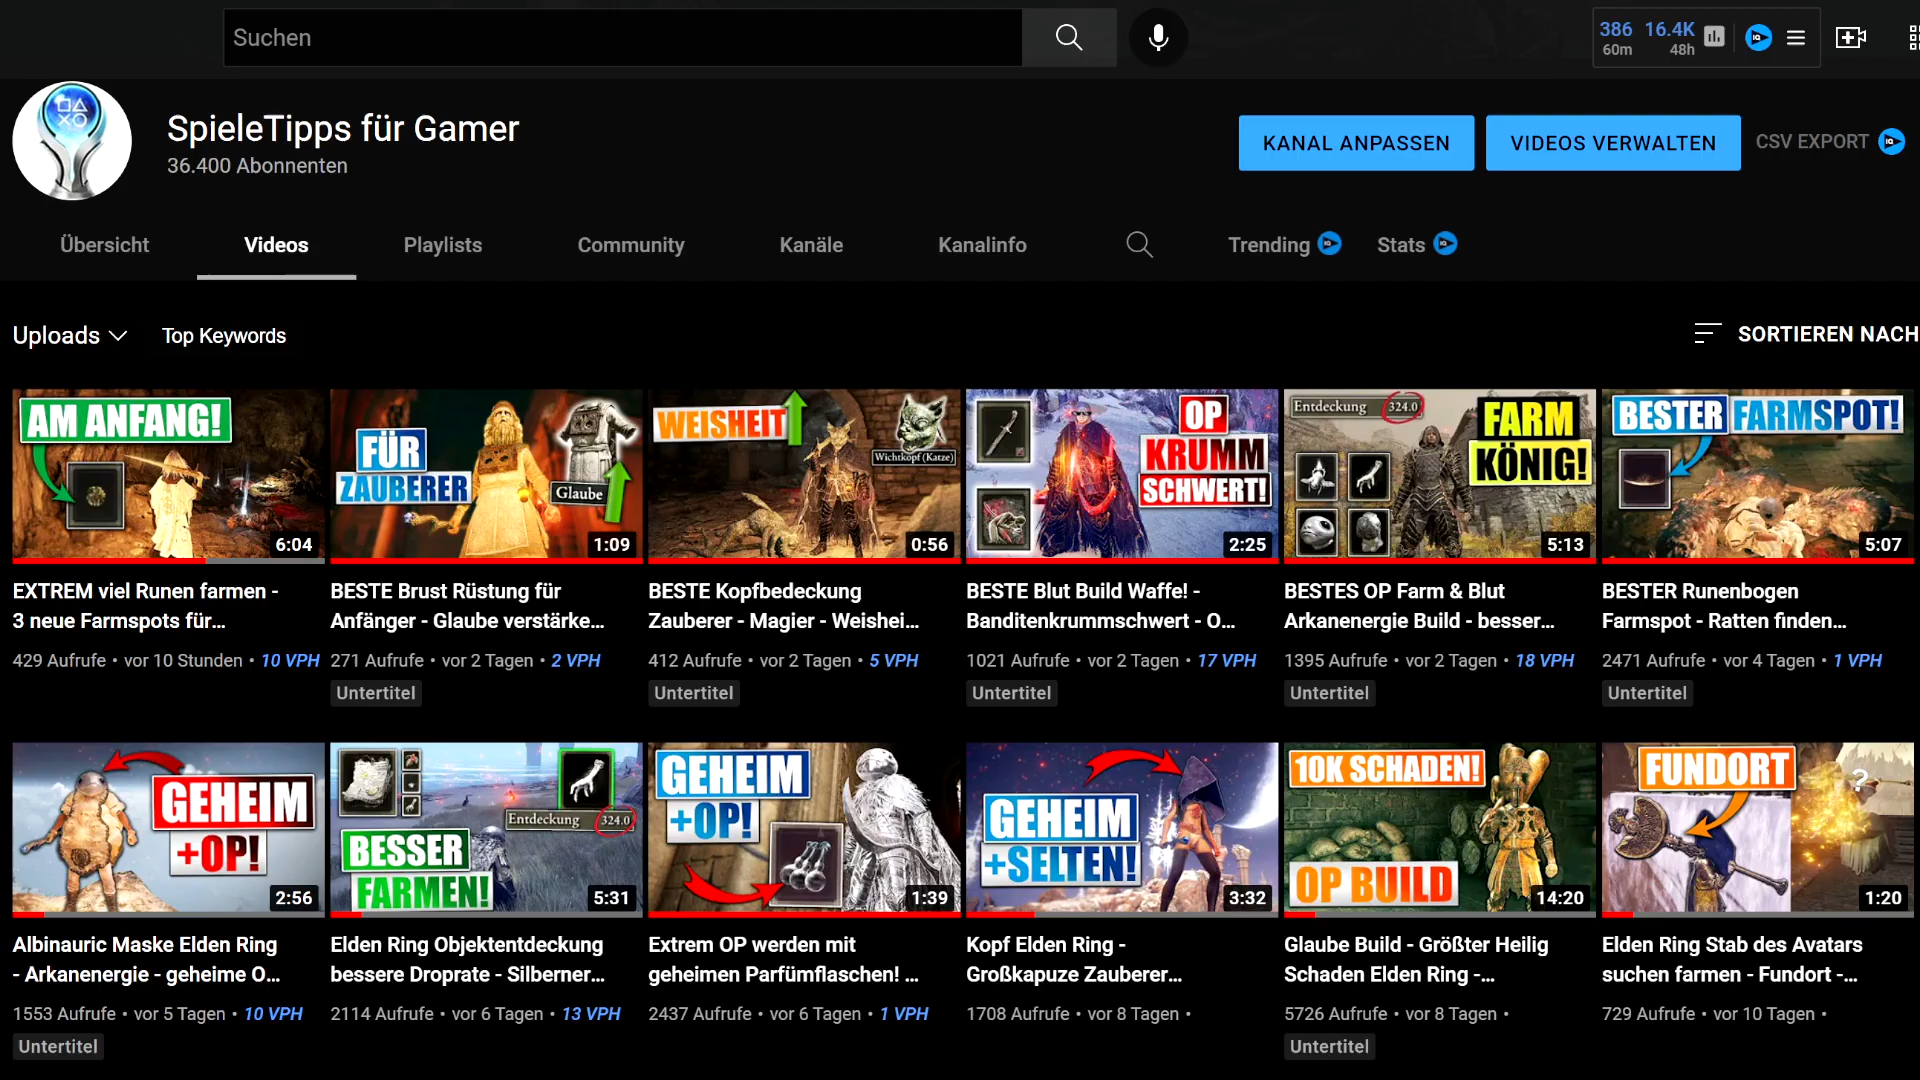 Suchen
386 16.4K
60m 48h
SpieleTipps für Gamer
36.400 Abonnenten
KANAL ANPASSEN
VIDEOS VERWALTEN
CSV EXPORT
Übersicht
Videos
Playlists
Community
Kanäle
Kanalinfo
Trending
Stats
Uploads
Top Keywords
SORTIEREN NACH
AM ANFANG!
6:04
FÜR
ZAUBERER
Glaube
1:09
WEISHEIT
Wichtkopf (Katze)
0:56
OP
KRUMM
SCHWERT!
2:25
Entdeckung 324.0
FARM
KÖNIG!
5:13
BESTER FARMSPOT!
5:07
EXTREM viel Runen farmen -
3 neue Farmspots für...
429 Aufrufe • vor 10 Stunden • 10 VPH
BESTE Brust Rüstung für
Anfänger - Glaube verstärke...
271 Aufrufe • vor 2 Tagen • 2 VPH
Untertitel
BESTE Kopfbedeckung
Zauberer - Magier - Weishei...
412 Aufrufe • vor 2 Tagen • 5 VPH
Untertitel
BESTE Blut Build Waffe! -
Banditenkrummschwert - O...
1021 Aufrufe • vor 2 Tagen • 17 VPH
Untertitel
BESTES OP Farm & Blut
Arkanenergie Build - besser...
1395 Aufrufe • vor 2 Tagen • 18 VPH
Untertitel
BESTER Runenbogen
Farmspot - Ratten finden...
2471 Aufrufe • vor 4 Tagen • 1 VPH
Untertitel
GEHEIM
+OP!
2:56
Entdeckung 324.0
BESSER
FARMEN!
5:31
GEHEIM
+OP!
1:39
GEHEIM
+SELTEN!
3:32
10K SCHADEN!
OP BUILD
14:20
FUNDORT
?
1:20
Albinauric Maske Elden Ring
- Arkanenergie - geheime O...
1553 Aufrufe • vor 5 Tagen • 10 VPH
Untertitel
Elden Ring Objektentdeckung
bessere Droprate - Silberner...
2114 Aufrufe • vor 6 Tagen • 13 VPH
Extrem OP werden mit
geheimen Parfümflaschen! ...
2437 Aufrufe • vor 6 Tagen • 1 VPH
Kopf Elden Ring -
Großkapuze Zauberer...
1708 Aufrufe • vor 8 Tagen •
Glaube Build - Größter Heilig
Schaden Elden Ring -...
5726 Aufrufe • vor 8 Tagen •
Untertitel
Elden Ring Stab des Avatars
suchen farmen - Fundort -...
729 Aufrufe • vor 10 Tagen •